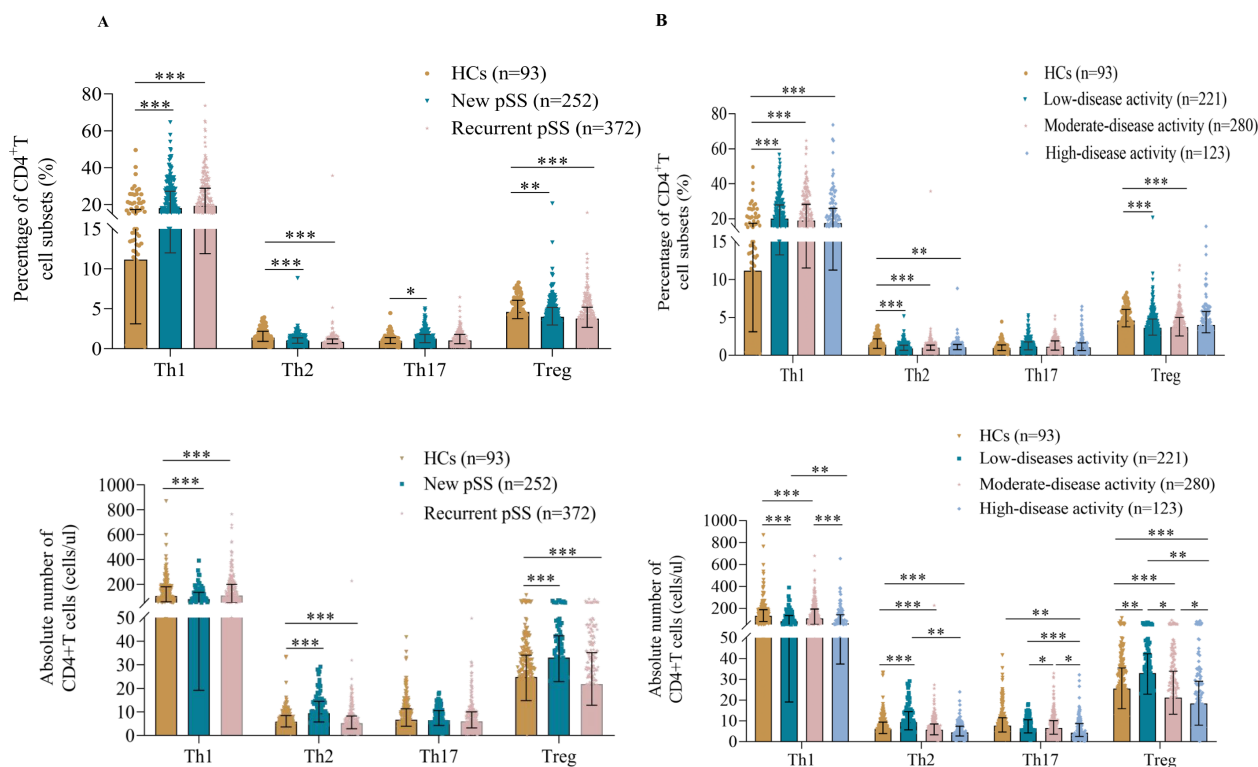 A
HCs (n=93)
New pSS (n=252)
Recurrent pSS (n=372)
Percentage of CD4+T
cell subsets (%)
80
60
40
20
15
10
5
0
***
***
***
***
*
***
**
Th1
Th2
Th17
Treg
B
HCs (n=93)
Low-disease activity (n=221)
Moderate-disease activity (n=280)
High-disease activity (n=123)
Percentage of CD4+T
cell subsets (%)
80
60
40
20
15
10
5
0
***
***
***
**
***
***
***
***
Th1
Th2
Th17
Treg
HCs (n=93)
New pSS (n=252)
Recurrent pSS (n=372)
Absolute number of
CD4+T cells (cells/ul)
1000
800
600
400
200
50
40
30
20
10
0
***
***
***
***
***
***
Th1
Th2
Th17
Treg
HCs (n=93)
Low-diseases activity (n=221)
Moderate-disease activity (n=280)
High-disease activity (n=123)
Absolute number of
CD4+T cells (cells/ul)
1000
800
600
400
200
50
40
30
20
10
0
**
***
*** ***
***
***
**
***
**
***
* *
***
**
***
** * *
Th1
Th2
Th17
Treg